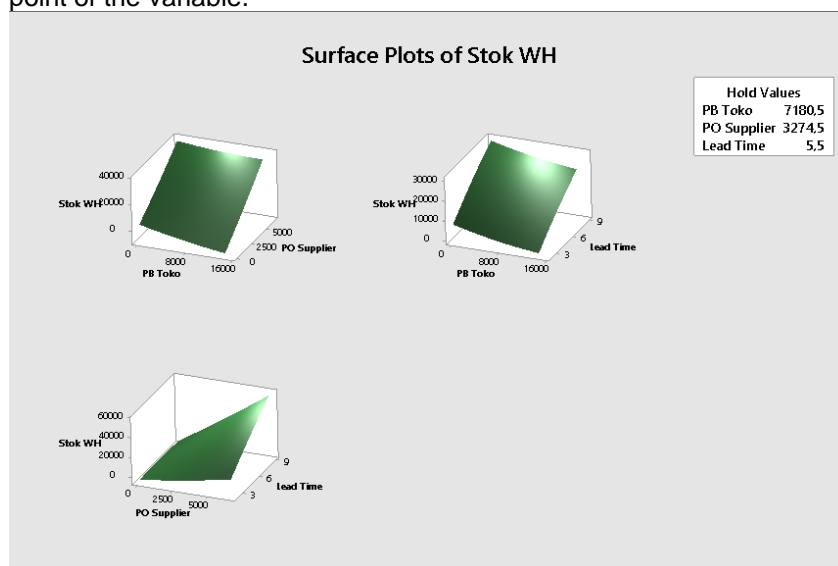 point of the variable.
Surface Plots of Stok WH
Hold Values
PB Toko 7180,5
PO Supplier 3274,5
Lead Time 5,5
40000
Stok WH 20000
0
0
8000
16000
PB Toko
0
2500
5000
PO Supplier
30000
20000
Stok WH
10000
0
0
8000
16000
PB Toko
3
6
9
Lead Time
60000
40000
Stok WH
20000
0
0
2500
5000
PO Supplier
3
6
9
Lead Time